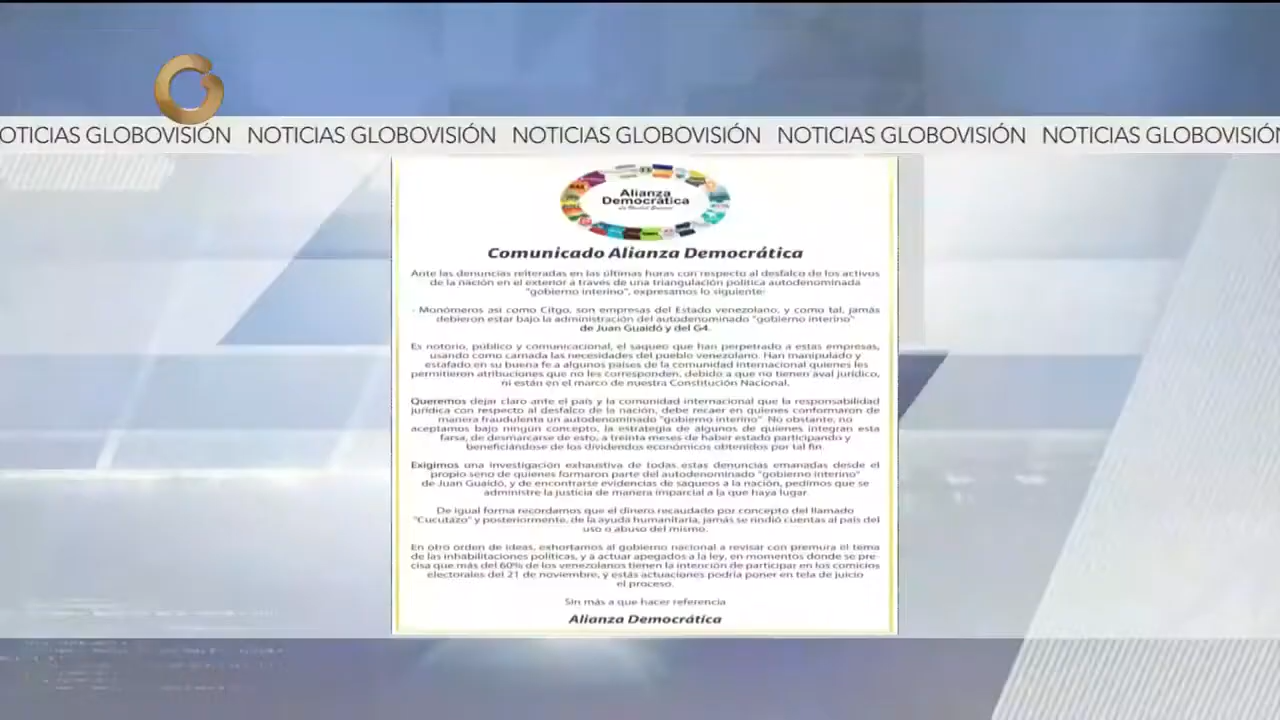 OTICIAS GLOBOVISIÓN NOTICIAS GLOBOVISIÓN NOTICIAS GLOBOVISIÓN NOTICIAS GLOBOVISIÓN NOTICIAS GLOBOVISIÓN
Alianza
Democrática
Comunicado Alianza Democrática
Ante las denuncias reiteradas en las últimas horas con respecto al desfalco de los activos
de la nación en el exterior a través de una triangulación política autodenominada
"gobierno interino", expresamos lo siguiente:
- Monómeros asi como Citgo, son empresas del Estado venezolano, y como tal, jamás
debieron estar bajo la administración del autodenominado "gobierno interino"
de Juan Guaidó y del G4.
Es notorio, público y comunicacional, el saqueo que han perpetrado a estas empresas,
usando como carnada las necesidades del pueblo venezolano. Han manipulado y
estafado en su buena fe a algunos países de la comunidad internacional quienes les
permitieron atribuciones que no les corresponden, debido a que no tienen aval jurídico,
ni están en el marco de nuestra Constitución Nacional.
Queremos dejar claro ante el país y la comunidad internacional que la responsabilidad
jurídica con respecto al desfalco de la nación, debe recaer en quienes conformaron de
manera fraudulenta un autodenominado "gobierno interino". No obstante, no
aceptamos bajo ningún concepto, la estrategia de algunos de quienes integran esta
farsa, de desmarcarse de esto, a treinta meses de haber estado participando y
beneficiándose de los dividendos económicos obtenidos por tal fin.
Exigimos una investigación exhaustiva de todas estas denuncias emanadas desde el
propio seno de quienes formaron parte del autodenominado "gobierno interino"
de Juan Guaidó, y de encontrarse evidencias de saqueos a la nación, pedimos que se
administre la justicia de manera imparcial a la que haya lugar.
De igual forma recordamos que el dinero recaudado por concepto del llamado
"Cucutazo" y posteriormente, de la ayuda humanitaria, jamás se rindió cuentas al país del
uso o abuso del mismo.
En otro orden de ideas, exhortamos al gobierno nacional a revisar con premura el tema
de las inhabilitaciones políticas, y a actuar apegados a la ley, en momentos donde se pre-
cisa que más del 60% de los venezolanos tienen la intención de participar en los comicios
electorales del 21 de noviembre, y estás actuaciones podría poner en tela de juicio
el proceso.
Sin más a que hacer referencia
Alianza Democrática